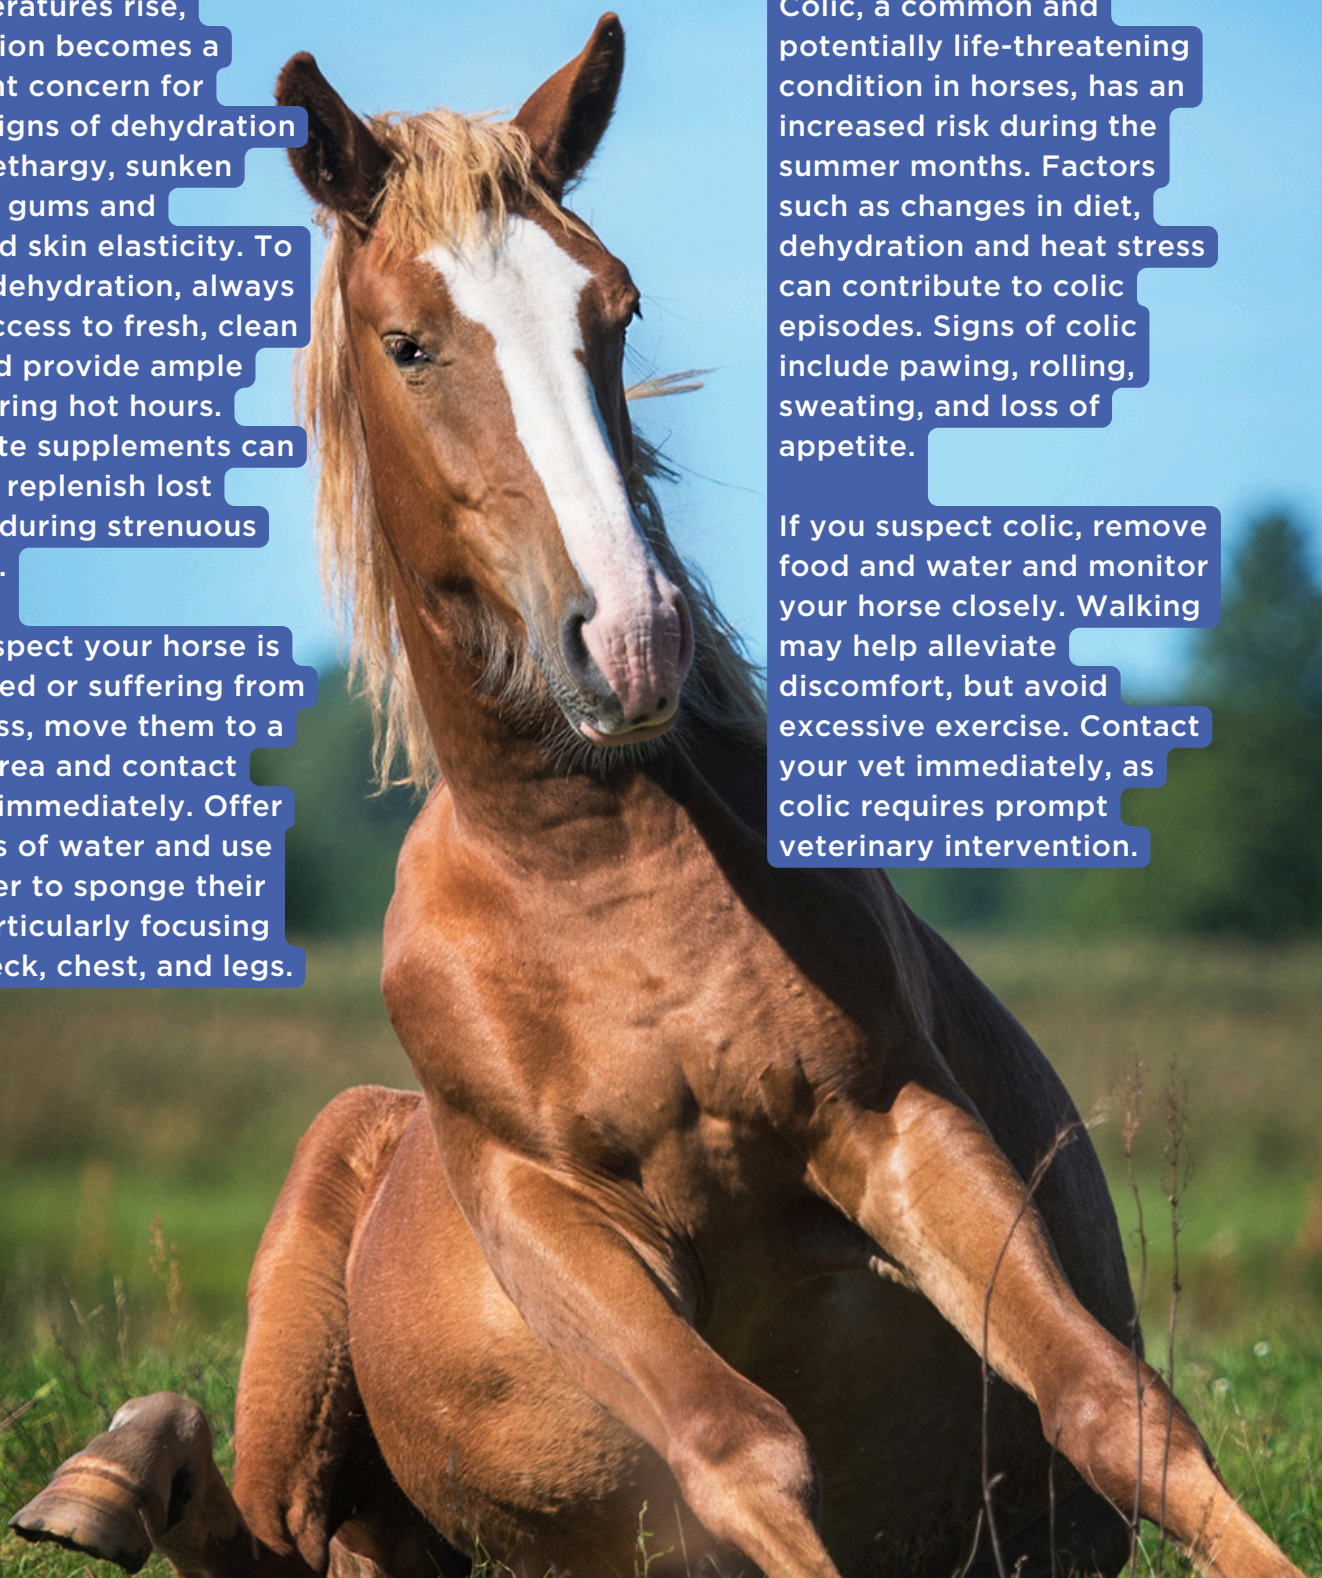 eratures rise,
ion becomes a
nt concern for
igns of dehydration
ethargy, sunken
gums and
d skin elasticity. To
dehydration, always
ccess to fresh, clean
d provide ample
ring hot hours.
te supplements can
replenish lost
during strenuous
.
spect your horse is
ed or suffering from
ss, move them to a
rea and contact
immediately. Offer
s of water and use
er to sponge their
rticularly focusing
eck, chest, and legs.
Colic, a common and
potentially life-threatening
condition in horses, has an
increased risk during the
summer months. Factors
such as changes in diet,
dehydration and heat stress
can contribute to colic
episodes. Signs of colic
include pawing, rolling,
sweating, and loss of
appetite.
If you suspect colic, remove
food and water and monitor
your horse closely. Walking
may help alleviate
discomfort, but avoid
excessive exercise. Contact
your vet immediately, as
colic requires prompt
veterinary intervention.